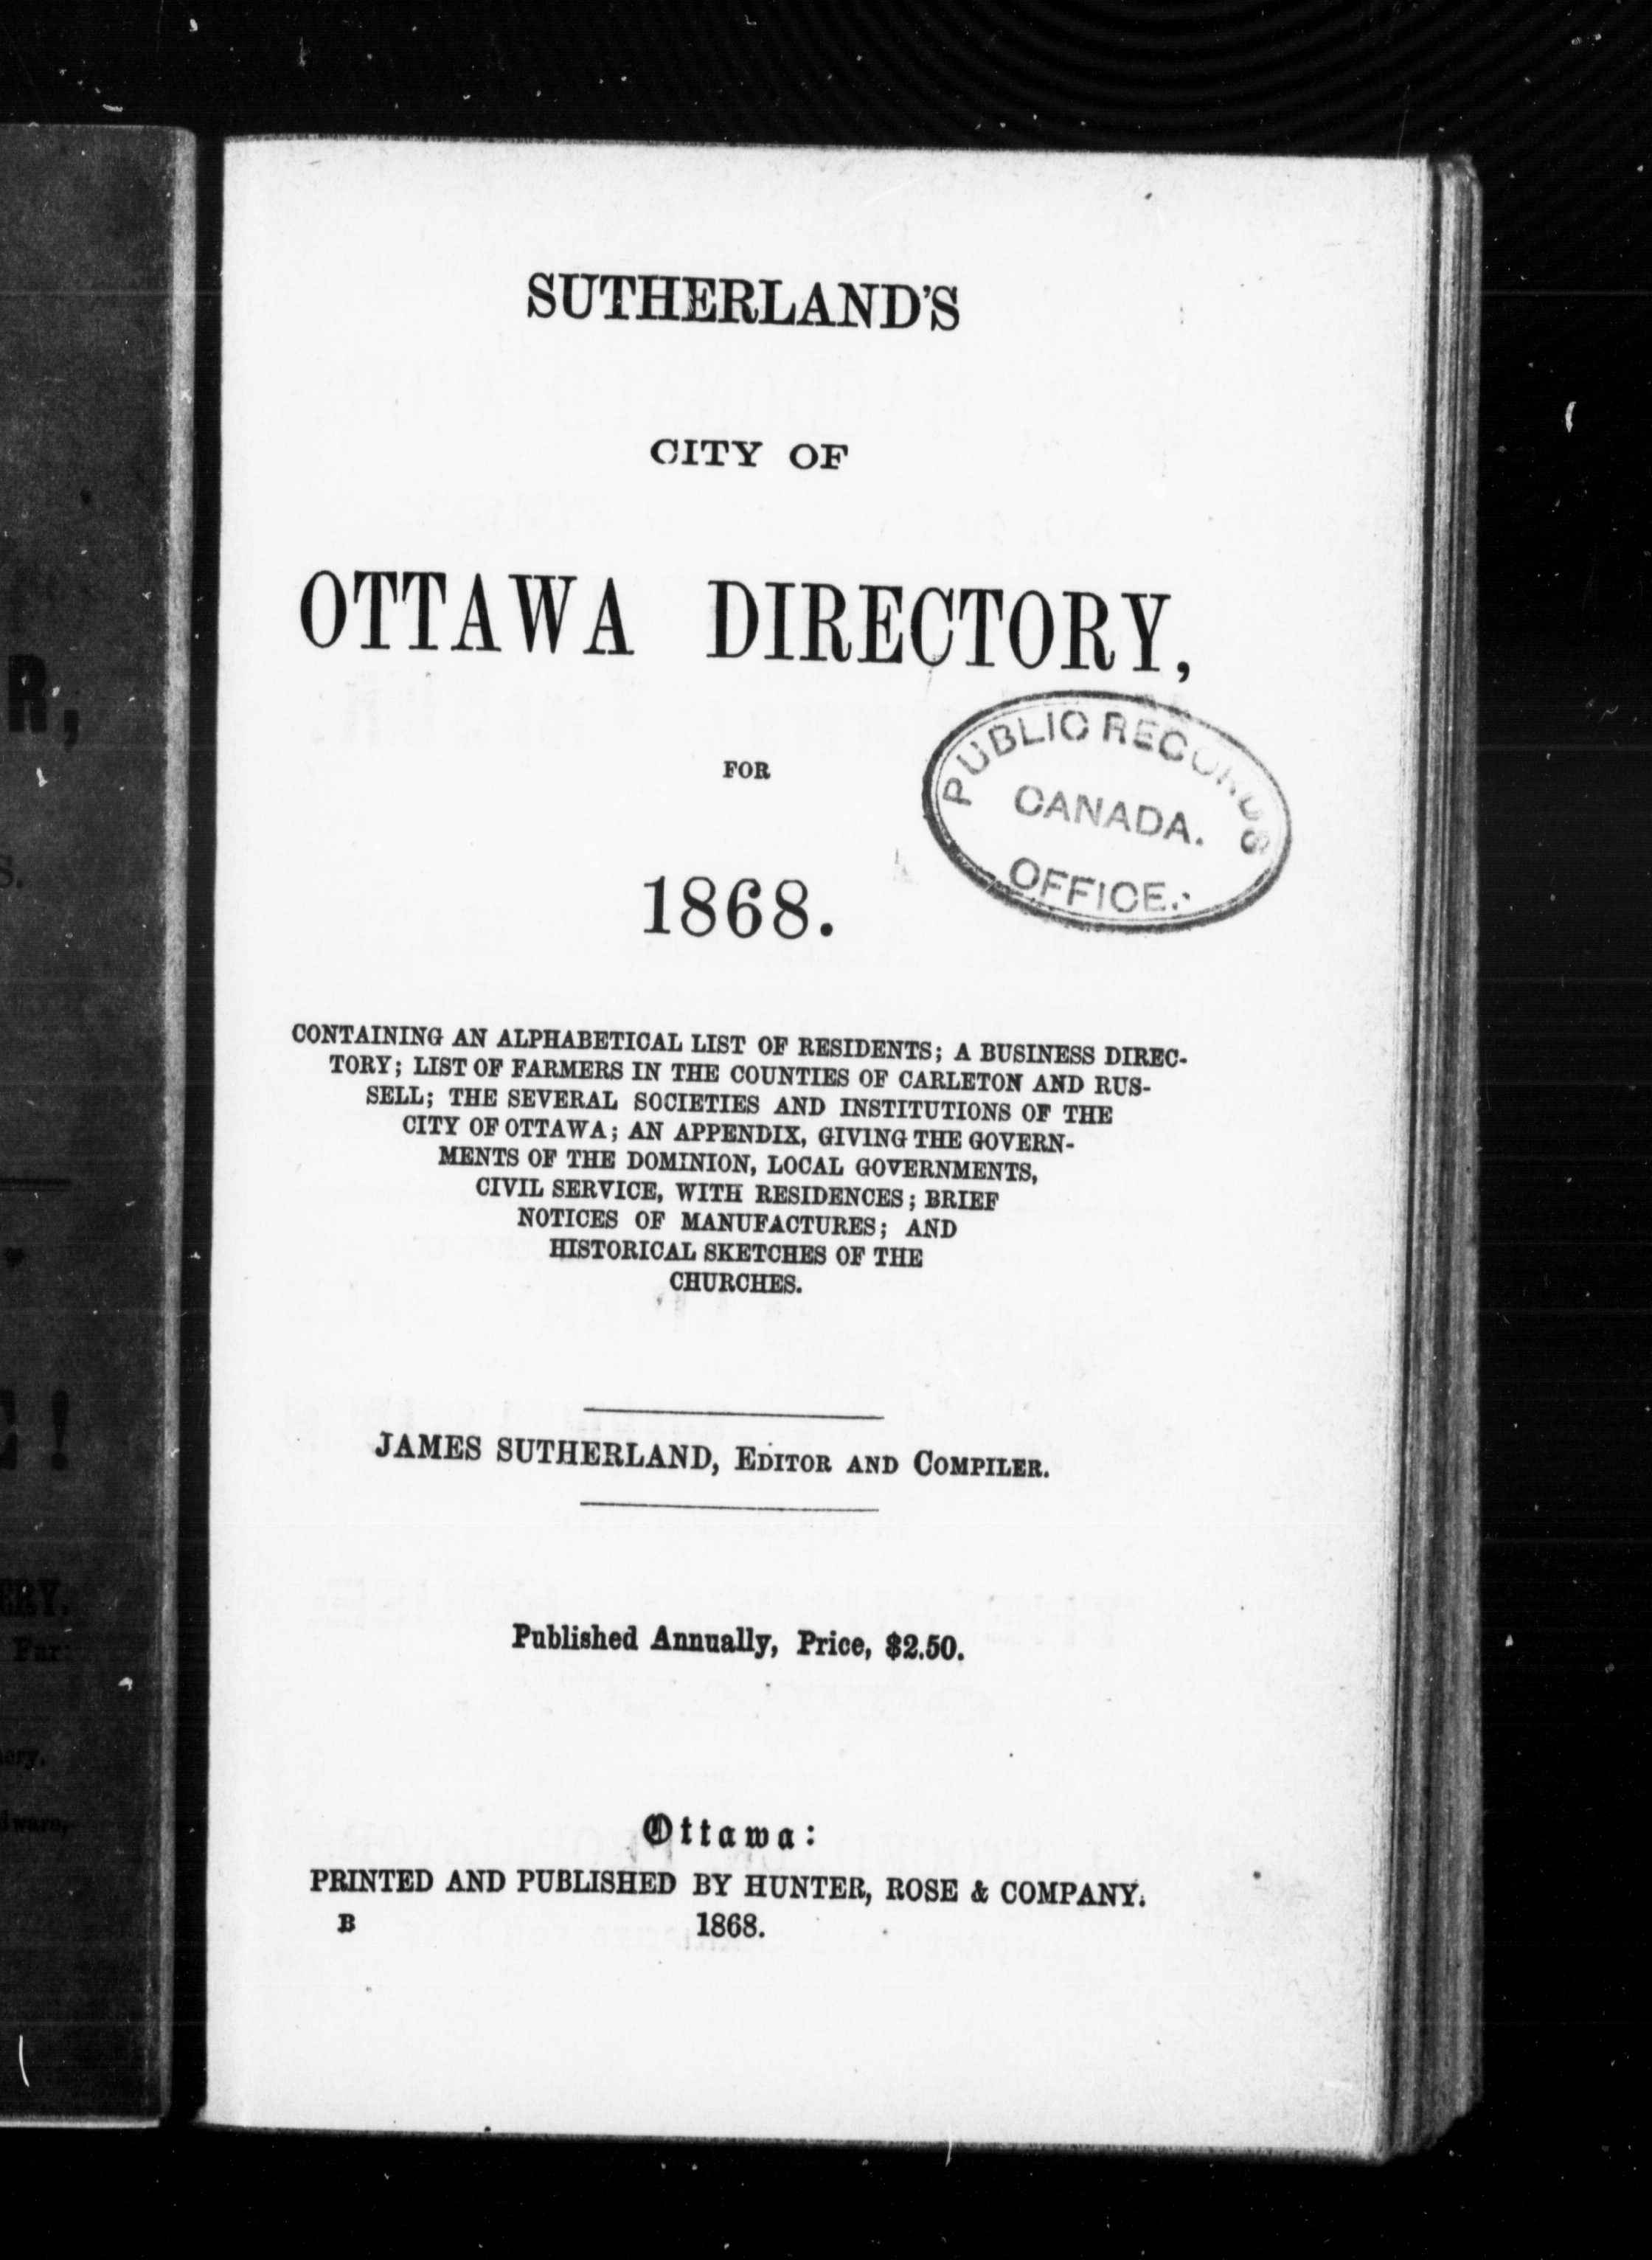 SUTHERLAND'S
CITY OF
OTTAWA DIRECTORY,
FOR
1868.
PUBLIC RECORDS
CANADA.
OFFICE.
CONTAINING AN ALPHABETICAL LIST OF RESIDENTS; A BUSINESS DIREC-
TORY; LIST OF FARMERS IN THE COUNTIES OF CARLETON AND RUS-
SELL; THE SEVERAL SOCIETIES AND INSTITUTIONS OF THE
CITY OF OTTAWA; AN APPENDIX, GIVING THE GOVERN-
MENTS OF THE DOMINION, LOCAL GOVERNMENTS,
CIVIL SERVICE, WITH RESIDENCES; BRIEF
NOTICES OF MANUFACTURES; AND
HISTORICAL SKETCHES OF THE
CHURCHES.
JAMES SUTHERLAND, EDITOR AND COMPILER.
Published Annually, Price, $2.50.
Ottawa:
PRINTED AND PUBLISHED BY HUNTER, ROSE & COMPANY.
B 1868.